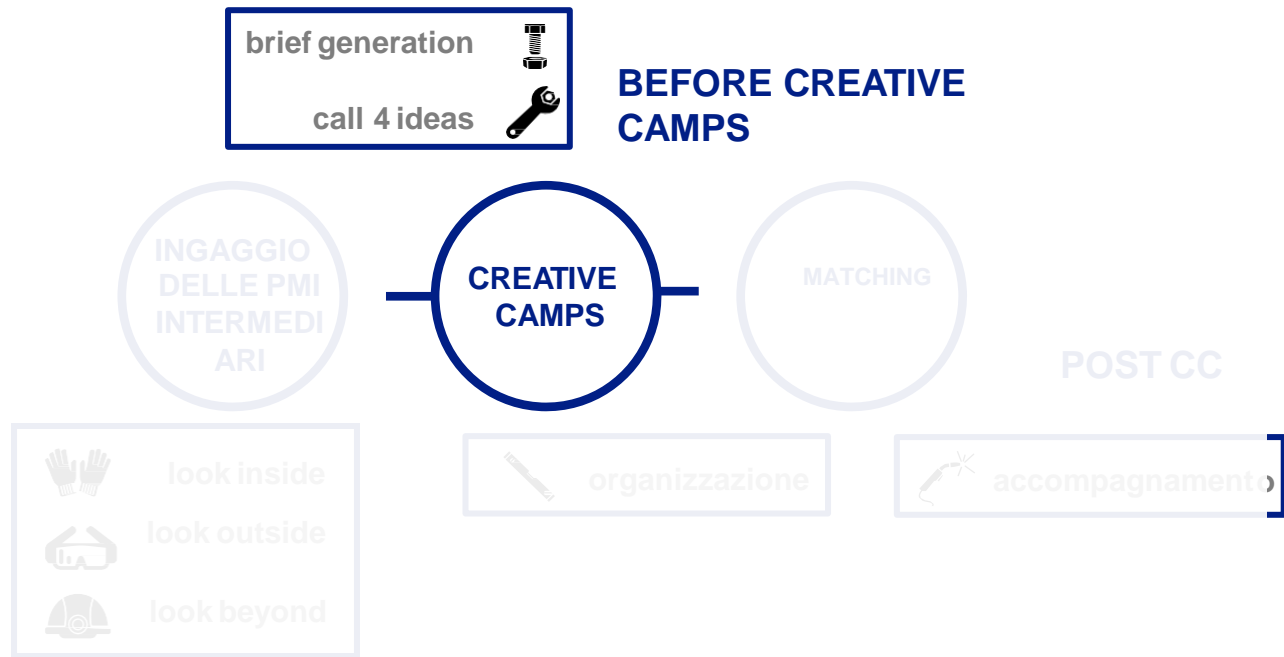 brief generation
call 4 ideas
BEFORE CREATIVE
CAMPS
INGAGGIO
DELLE PMI
INTERMEDI
ARI
CREATIVE
CAMPS
MATCHING
POST CC
look inside
look outside
look beyond
organizzazione
accompagnamento